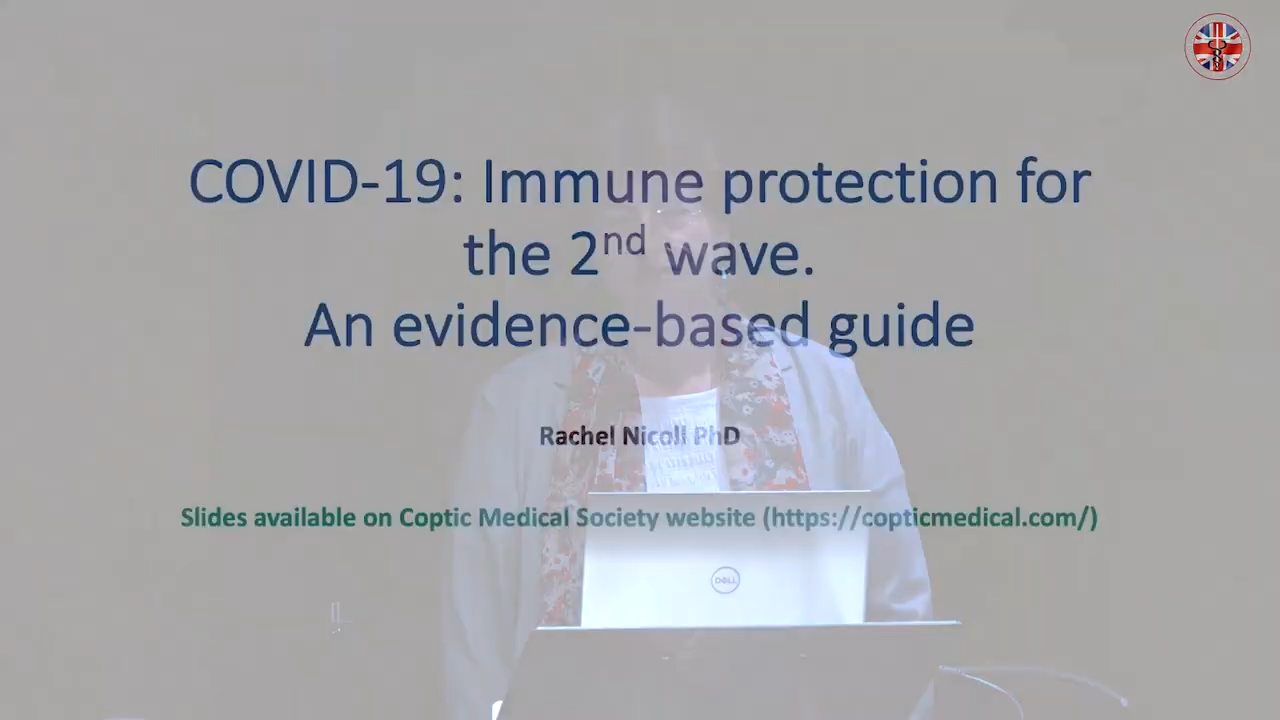 COVID-19: Immune protection for
the 2nd wave.
An evidence-based guide
Rachel Nicoll PhD
Slides available on Coptic Medical Society website (https://copticmedical.com/)
DELL